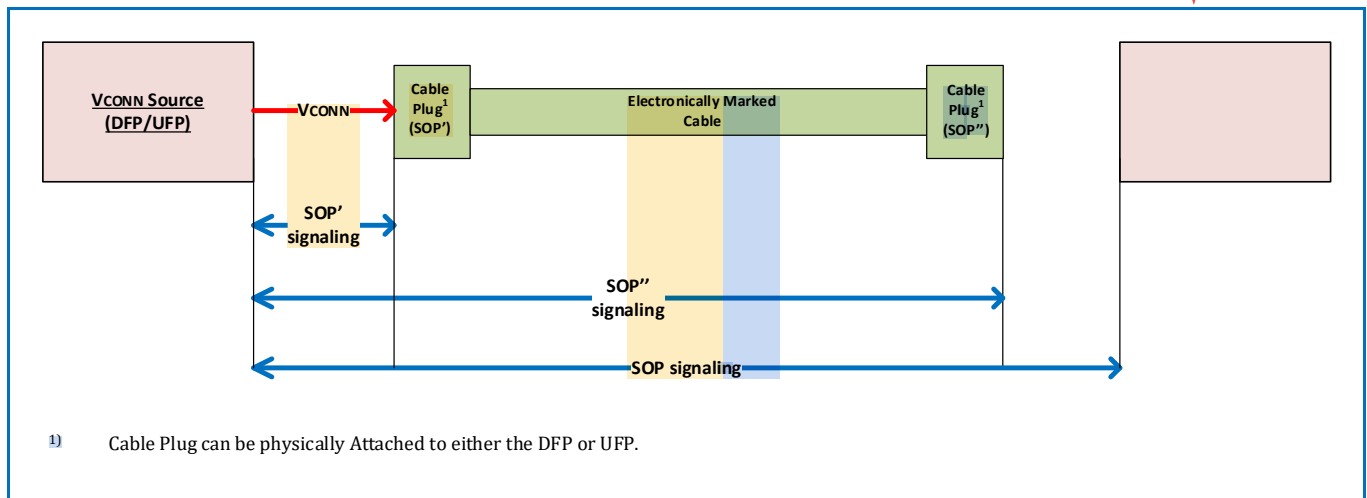 VCONN Source
(DFP/UFP)
VCONN
Cable
Plug1
(SOP')
Electronically Marked
Cable
Cable
Plug1
(SOP'')
SOP'
signaling
SOP''
signaling
SOP signaling
1) Cable Plug can be physically Attached to either the DFP or UFP.